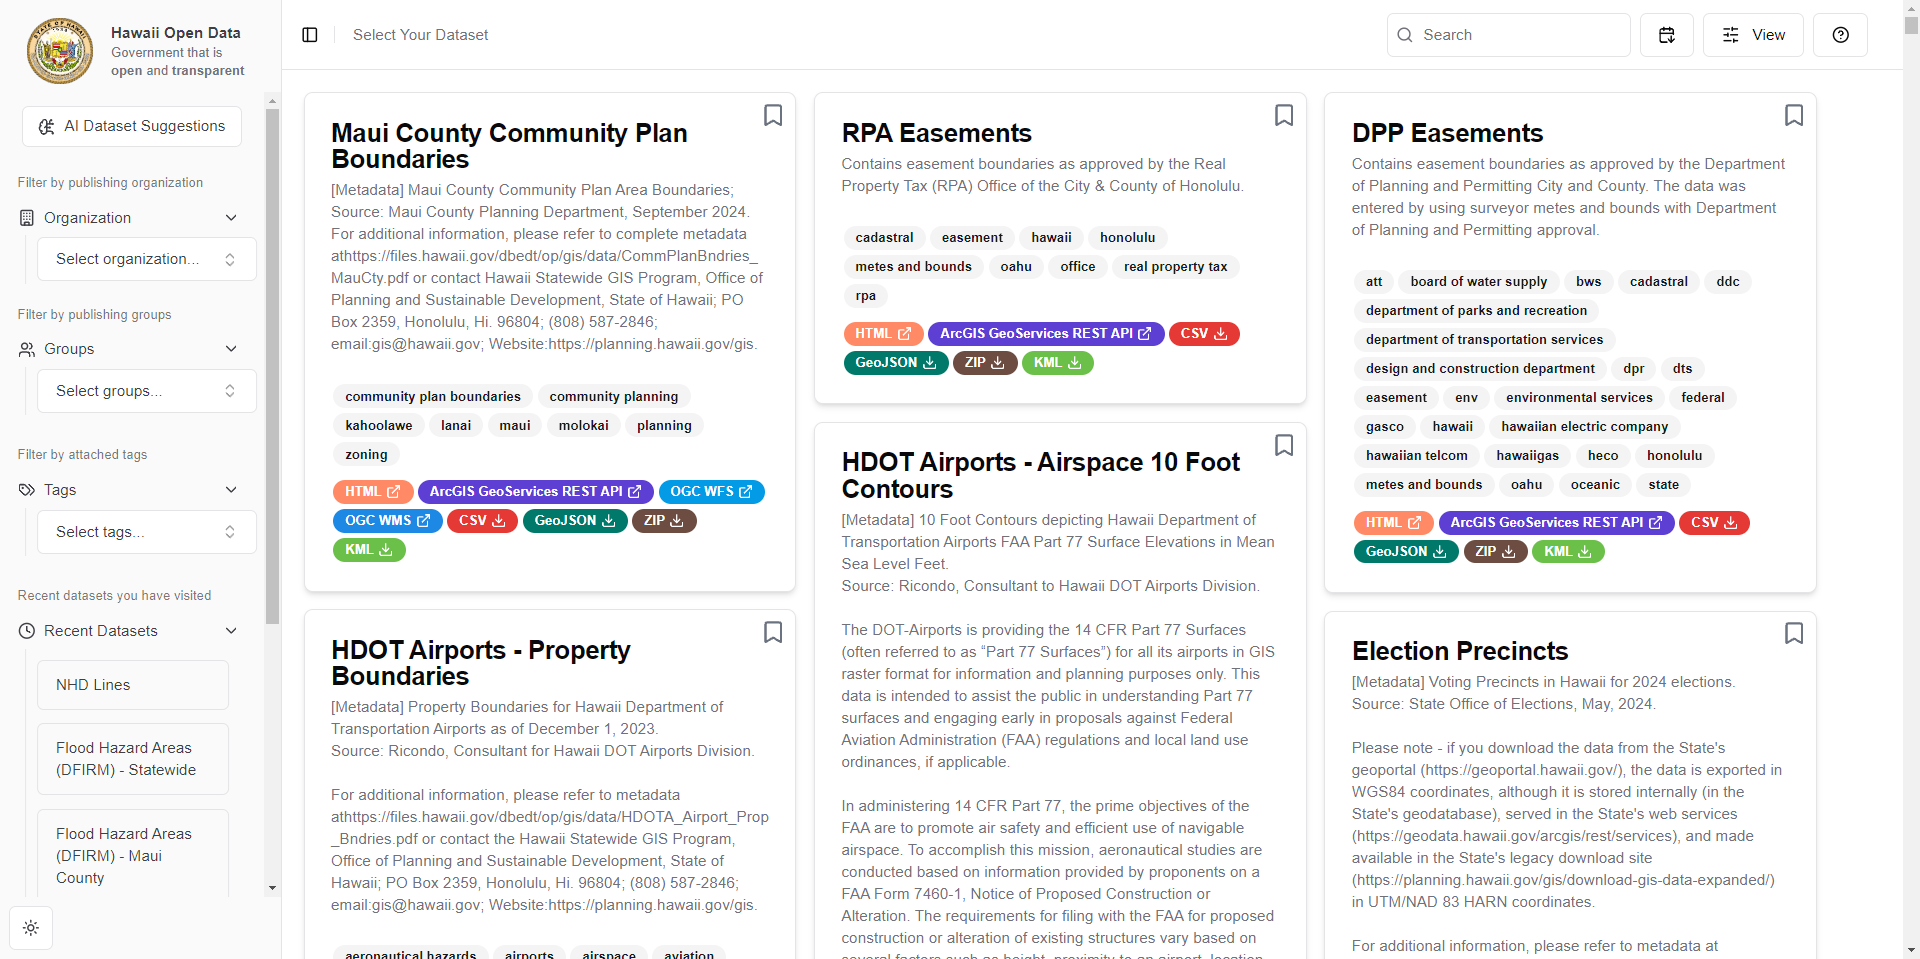 Hawaii Open Data
Government that is
open and transparent
AI Dataset Suggestions
Filter by publishing organization
Organization
Select organization...
Filter by publishing groups
Groups
Select groups...
Filter by attached tags
Tags
Select tags...
Recent datasets you have visited
Recent Datasets
NHD Lines
Flood Hazard Areas
(DFIRM) - Statewide
Flood Hazard Areas
(DFIRM) - Maui
County
Select Your Dataset
Search
View
Maui County Community Plan
Boundaries
[Metadata] Maui County Community Plan Area Boundaries;
Source: Maui County Planning Department, September 2024.
For additional information, please refer to complete metadata
athttps://files.hawaii.gov/dbedt/op/gis/data/CommPlanBndries_
MauCty.pdf or contact Hawaii Statewide GIS Program, Office of
Planning and Sustainable Development, State of Hawaii; PO
Box 2359, Honolulu, Hi. 96804; (808) 587-2846;
email:gis@hawaii.gov; Website:https://planning.hawaii.gov/gis.
community plan boundaries community planning
kahoolawe lanai maui molokai planning
zoning
HTML ArcGIS GeoServices REST API OGC WFS
OGC WMS CSV GeoJSON ZIP
KML
HDOT Airports - Property
Boundaries
[Metadata] Property Boundaries for Hawaii Department of
Transportation Airports as of December 1, 2023.
Source: Ricondo, Consultant for Hawaii DOT Airports Division.
For additional information, please refer to metadata
athttps://files.hawaii.gov/dbedt/op/gis/data/HDOTA_Airport_Prop
_Bndries.pdf or contact the Hawaii Statewide GIS Program,
Office of Planning and Sustainable Development, State of
Hawaii; PO Box 2359, Honolulu, Hi. 96804; (808) 587-2846;
email:gis@hawaii.gov; Website:https://planning.hawaii.gov/gis.
aeronautical hazards airports airspace aviation
RPA Easements
Contains easement boundaries as approved by the Real
Property Tax (RPA) Office of the City & County of Honolulu.
cadastral easement hawaii honolulu
metes and bounds oahu office real property tax
rpa
HTML ArcGIS GeoServices REST API CSV
GeoJSON ZIP KML
HDOT Airports - Airspace 10 Foot
Contours
[Metadata] 10 Foot Contours depicting Hawaii Department of
Transportation Airports FAA Part 77 Surface Elevations in Mean
Sea Level Feet.
Source: Ricondo, Consultant to Hawaii DOT Airports Division.
The DOT-Airports is providing the 14 CFR Part 77 Surfaces
(often referred to as “Part 77 Surfaces”) for all its airports in GIS
raster format for information and planning purposes only. This
data is intended to assist the public in understanding Part 77
surfaces and engaging early in proposals against Federal
Aviation Administration (FAA) regulations and local land use
ordinances, if applicable.
In administering 14 CFR Part 77, the prime objectives of the
FAA are to promote air safety and efficient use of navigable
airspace. To accomplish this mission, aeronautical studies are
conducted based on information provided by proponents on a
FAA Form 7460-1, Notice of Proposed Construction or
Alteration. The requirements for filing with the FAA for proposed
construction or alteration of existing structures vary based on
several factors such as height, proximity to an airport, location,
DPP Easements
Contains easement boundaries as approved by the Department
of Planning and Permitting City and County. The data was
entered by using surveyor metes and bounds with Department
of Planning and Permitting approval.
att board of water supply bws cadastral ddc
department of parks and recreation
department of transportation services
design and construction department dpr dts
easement env environmental services federal
gasco hawaii hawaiian electric company
hawaiian telcom hawaiigas heco honolulu
metes and bounds oahu oceanic state
HTML ArcGIS GeoServices REST API CSV
GeoJSON ZIP KML
Election Precincts
[Metadata] Voting Precincts in Hawaii for 2024 elections.
Source: State Office of Elections, May, 2024.
Please note - if you download the data from the State's
geoportal (https://geoportal.hawaii.gov/), the data is exported in
WGS84 coordinates, although it is stored internally (in the
State's geodatabase), served in the State's web services
(https://geodata.hawaii.gov/arcgis/rest/services), and made
available in the State's legacy download site
(https://planning.hawaii.gov/gis/download-gis-data-expanded/)
in UTM/NAD 83 HARN coordinates.
For additional information, please refer to metadata at